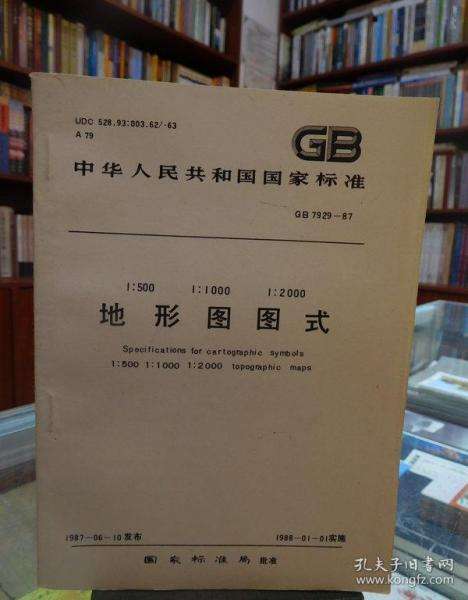 UDC 528.93:003.62/-63
A 79
GB
中华人民共和国国家标准
GB 7929—87
1:500 1:1000 1:2000
地形图图式
Specifications for cartographic symbols
1:500 1:1000 1:2000 topographic maps
1987—06—10发布 1988—01—01实施
国家标准局 批准
孔夫子旧书网
www.kongfz.com